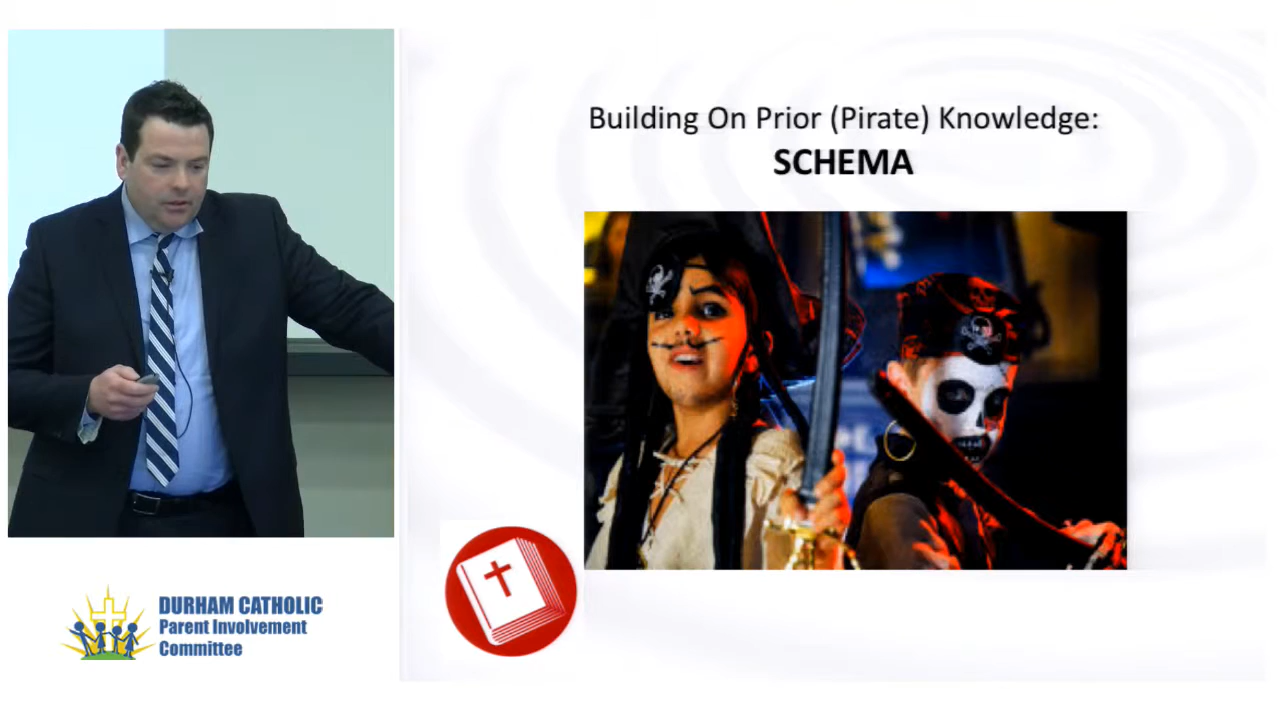 Building On Prior (Pirate) Knowledge:
SCHEMA
DURHAM CATHOLIC
Parent Involvement
Committee